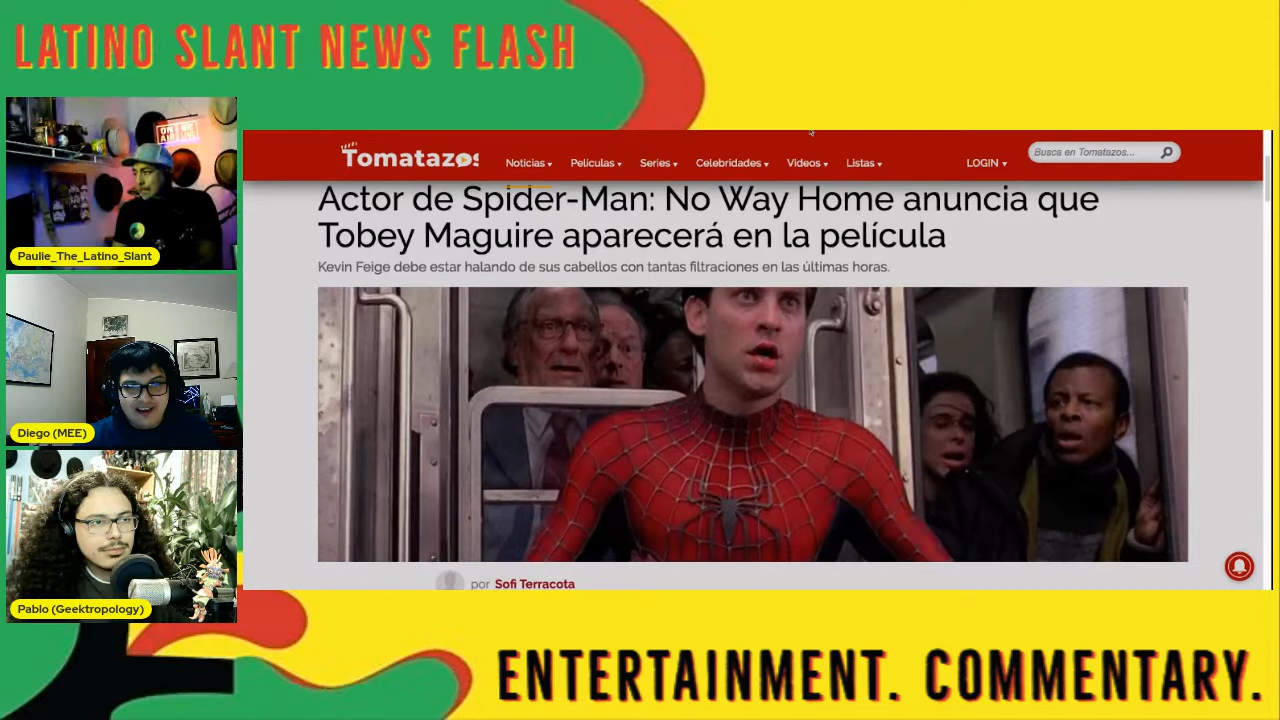 LATINO SLANT NEWS FLASH
ON
AIR
Paulie_The_Latino_Slant
Diego (MEE)
Pablo (Geektropology)
Tomatazos
Noticias
Películas
Series
Celebridades
Videos
Listas
LOGIN
Busca en Tomatazos...
Actor de Spider-Man: No Way Home anuncia que
Tobey Maguire aparecerá en la película
Kevin Feige debe estar halando de sus cabellos con tantas filtraciones en las últimas horas.
por Sofi Terracota
ENTERTAINMENT. COMMENTARY.